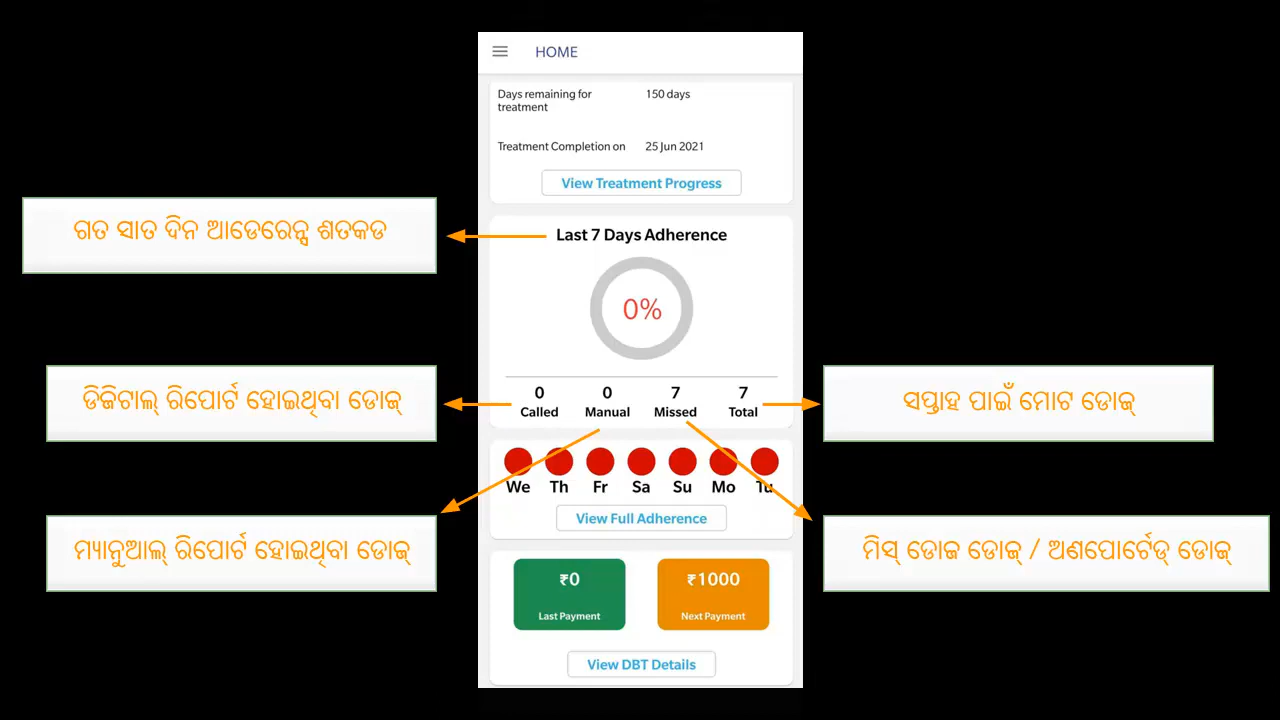 HOME
Days remaining for 150 days
treatment
Treatment Completion on 25 Jun 2021
View Treatment Progress
ଗତ ସାତ ଦିନ ଆଡେରେନ୍ସ ଶତକଡ
Last 7 Days Adherence
0%
0 0 7 7
Called Manual Missed Total
ଡିଜିଟାଲ୍ ରିପୋର୍ଟ ହୋଇଥିବା ଡୋଜ୍
ସପ୍ତାହ ପାଇଁ ମୋଟ ଡୋଜ୍
We Th Fr Sa Su Mo Tu
View Full Adherence
ମ୍ୟାନୁଆଲ୍ ରିପୋର୍ଟ ହୋଇଥିବା ଡୋଜ୍
ମିସ୍ ଡୋଜ ଡୋଜ୍ / ଅଣପୋର୍ଟେଡ୍ ଡୋଜ୍
₹0 ₹1000
Last Payment Next Payment
View DBT Details